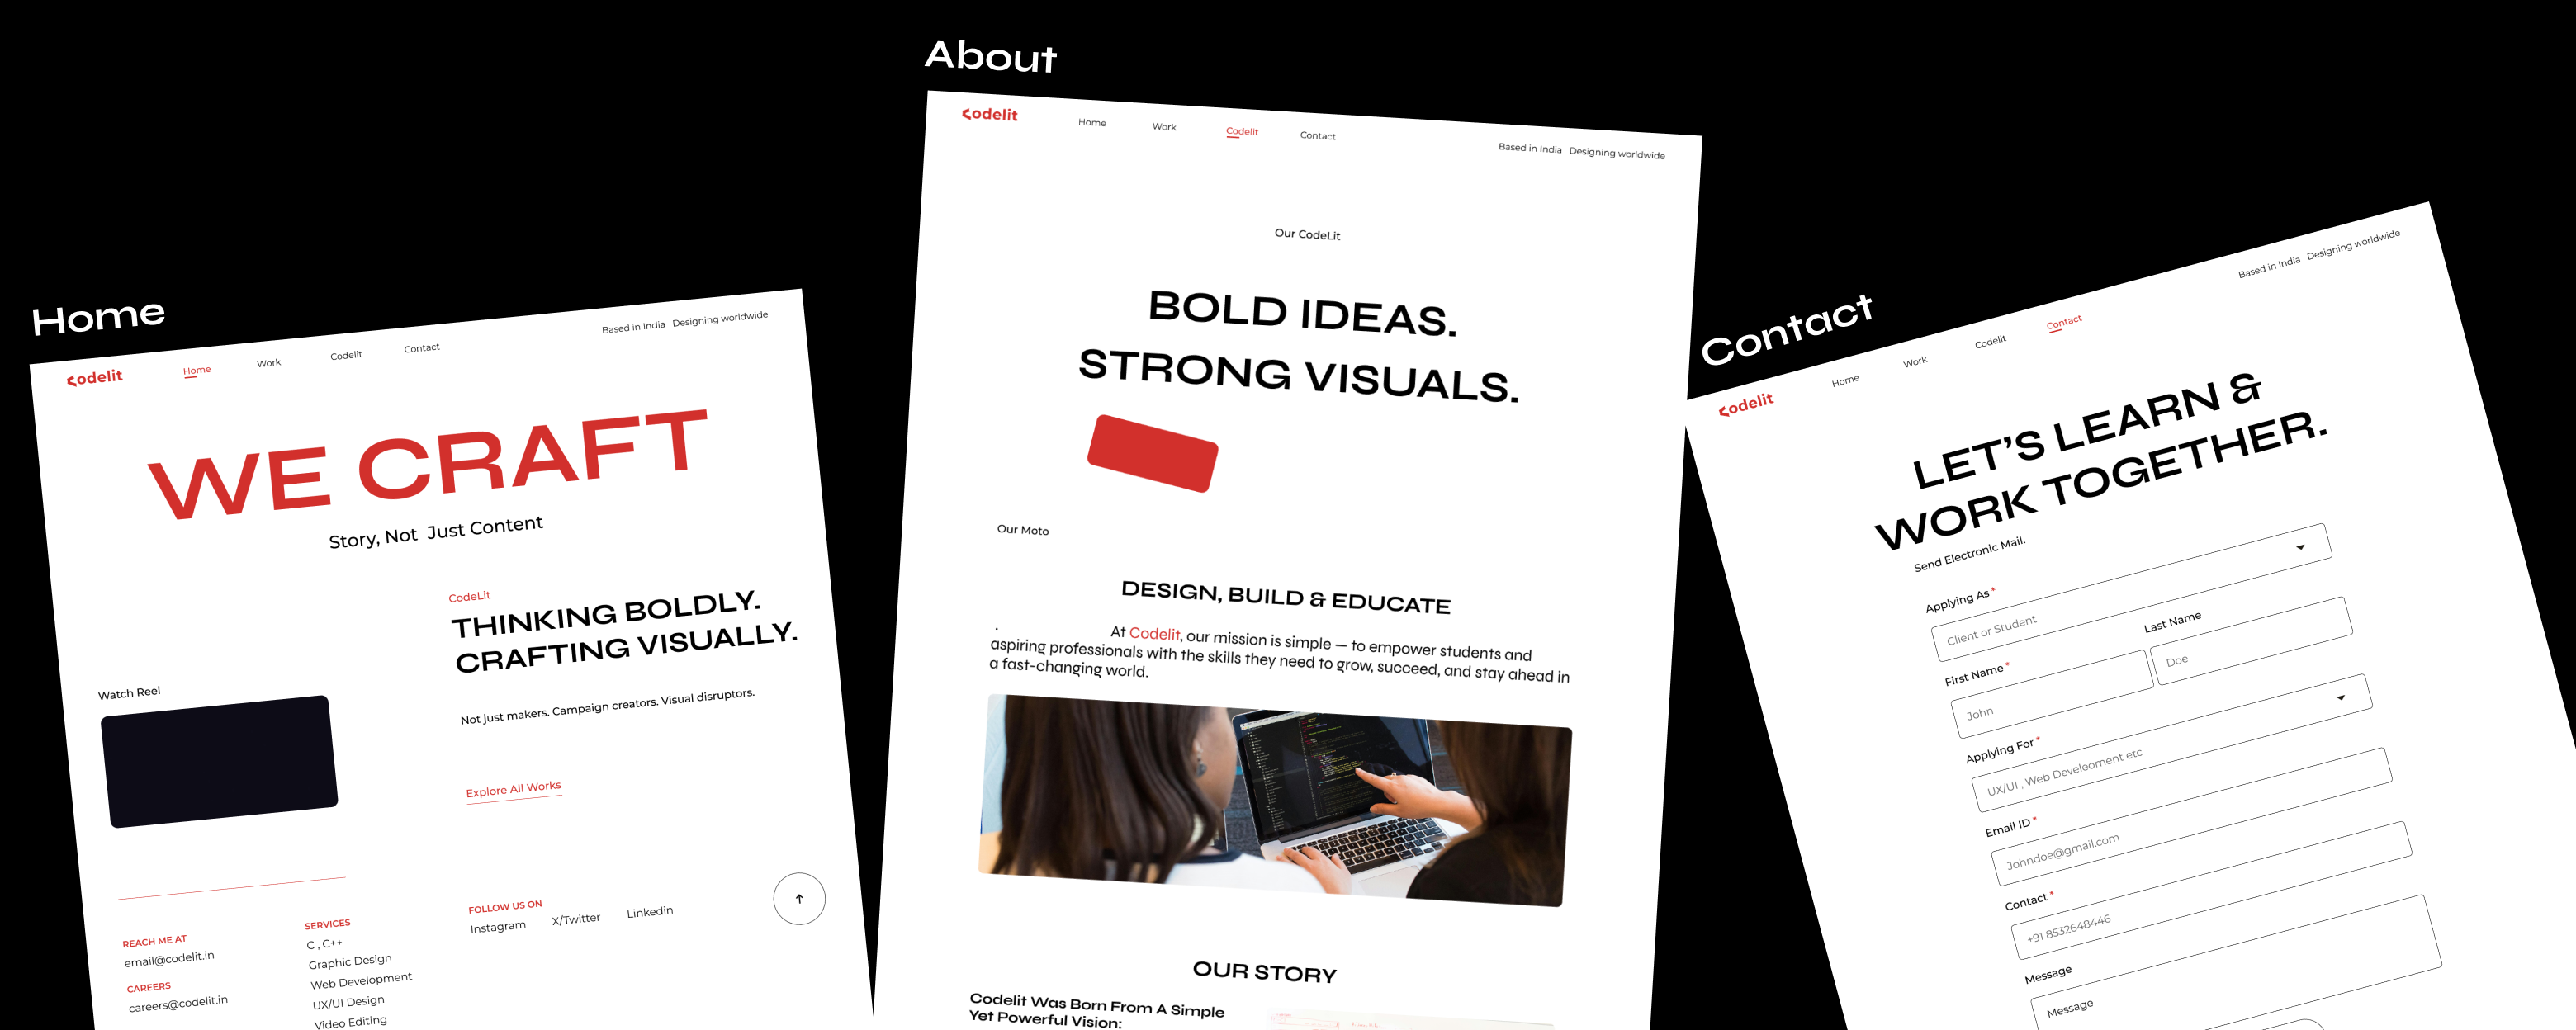 Home
codelit
Home
Work
Codelit
Contact
Based in India Designing worldwide
WE CRAFT
Story, Not Just Content
CodeLit
THINKING BOLDLY.
CRAFTING VISUALLY.
Not just makers. Campaign creators. Visual disruptors.
Explore All Works
Watch Reel
REACH ME AT
email@codelit.in
CAREERS
careers@codelit.in
SERVICES
C , C++
Graphic Design
Web Development
UX/UI Design
Video Editing
FOLLOW US ON
Instagram
X/Twitter
Linkedin
About
codelit
Home
Work
Codelit
Contact
Based in India Designing worldwide
Our CodeLit
BOLD IDEAS.
STRONG VISUALS.
Our Moto
DESIGN, BUILD & EDUCATE
. At Codelit, our mission is simple — to empower students and
aspiring professionals with the skills they need to grow, succeed, and stay ahead in
a fast-changing world.
OUR STORY
Codelit Was Born From A Simple
Yet Powerful Vision:
Contact
codelit
Home
Work
Codelit
Contact
Based in India Designing worldwide
LET’S LEARN &
WORK TOGETHER.
Send Electronic Mail.
Applying As *
Client or Student
First Name *
John
Last Name
Doe
Applying For *
UX/UI , Web Develeoment etc
Email ID *
Johndoe@gmail.com
Contact *
+91 8532648446
Message
Message